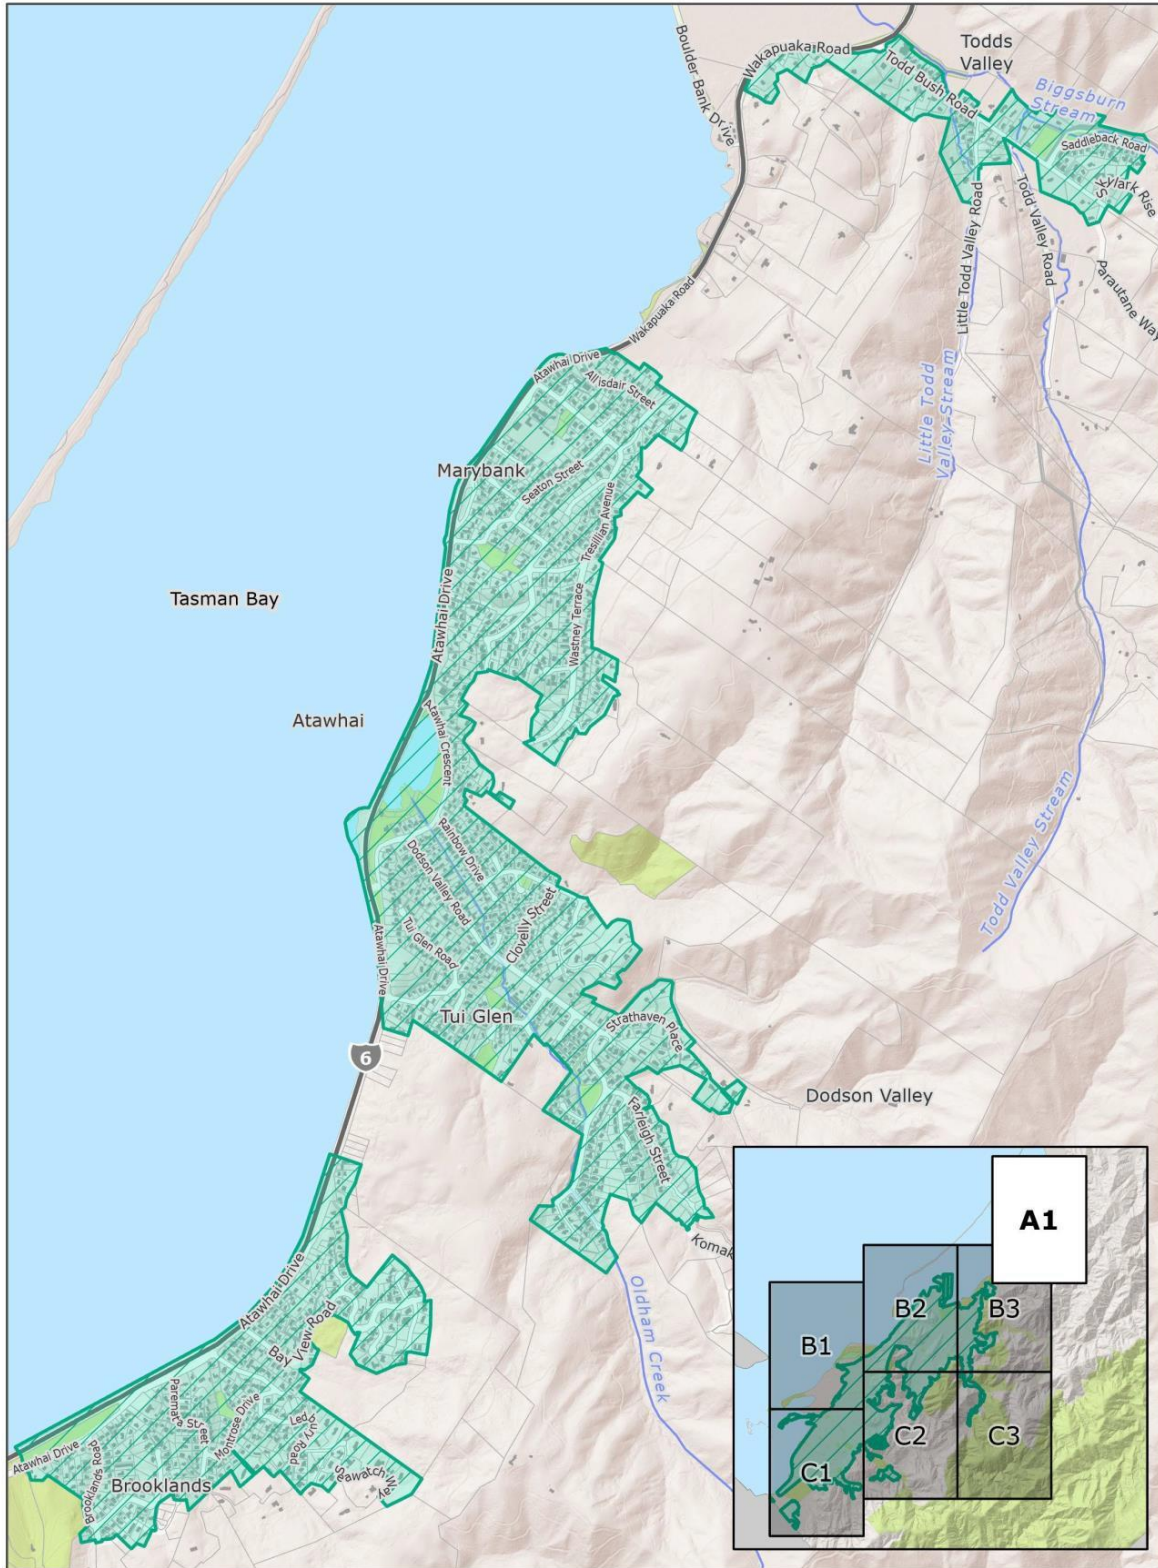 Todds
Valley
Boulder Bank Drive
Wakapuaka Road
Todd Bush Road
Biggsburn
Stream
Saddleback Road
Skylark Rise
Little Todd Valley Road
Todd Valley Road
Parautane Way
Wakapuaka Road
Atawhai Drive
Allisdair Street
Little Todd
Valley Stream
Marybank
Seaton Street
Tresillian Avenue
Tasman Bay
Atawhai Drive
Wastney Terrace
Atawhai
Atawhai Crescent
Todd Valley Stream
Rainbow Drive
Dodson Valley Road
Clovelly Street
Tui Glen Road
Atawhai Drive
Tui Glen
Strathaven Place
6
Dodson Valley
Farleigh Street
Komak
Oldham Creek
Atawhai Drive
Bay View Road
Paremata Street
Montrose Drive
Ledbury Road
Seawatch Way
Atawhai Drive
Brooklands Road
Brooklands
A1
B1
B2
B3
C1
C2
C3